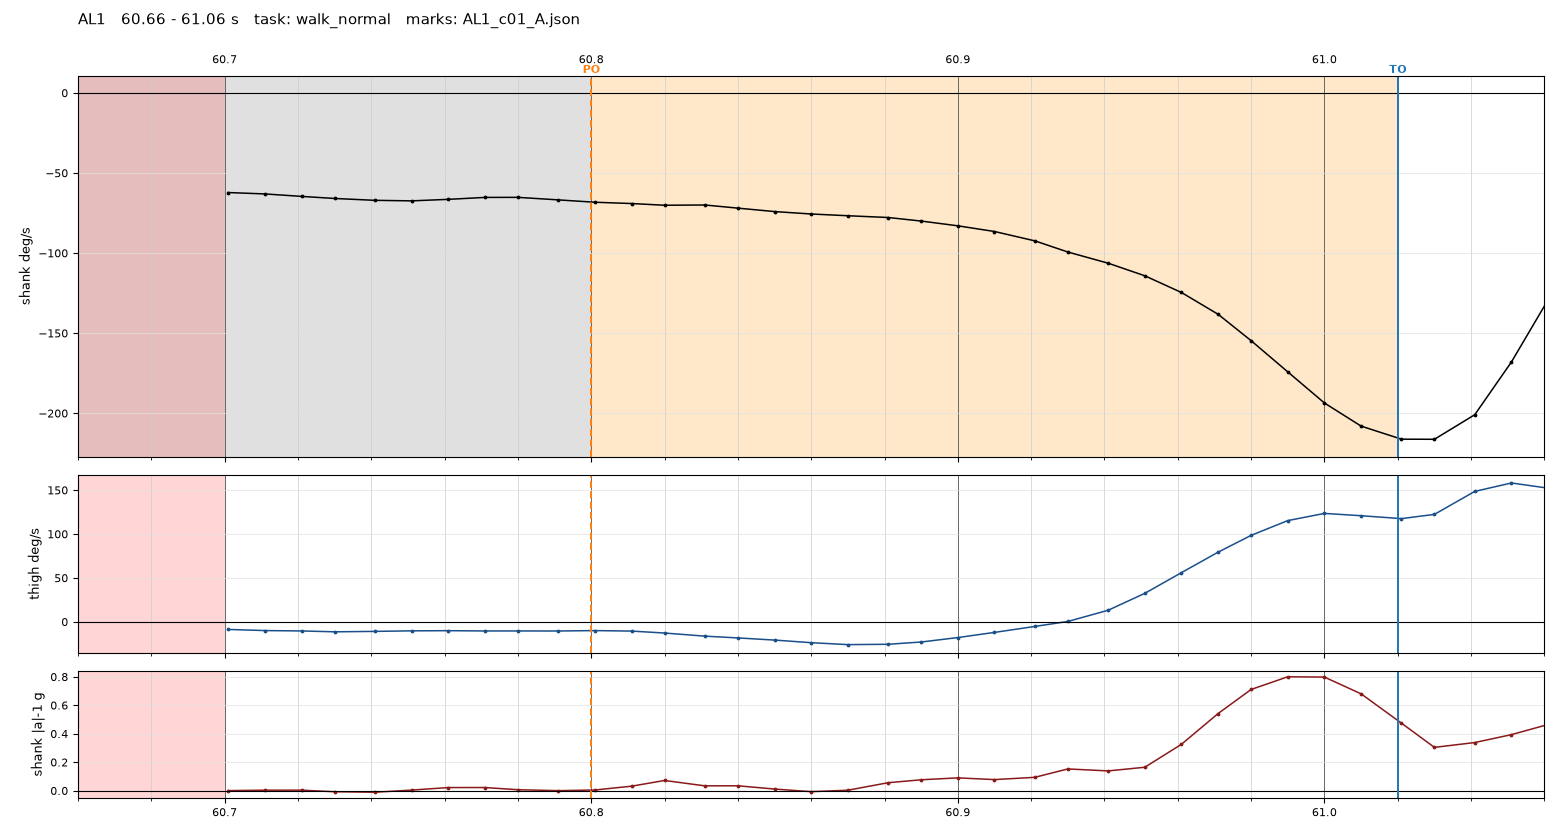 AL1   60.66 - 61.06 s   task: walk_normal   marks: AL1_c01_A.json
60.7 60.8 60.9 61.0
PO TO
shank deg/s
0
−50
−100
−150
−200
thigh deg/s
150
100
50
0
shank |a|-1 g
0.8
0.6
0.4
0.2
0.0
60.7 60.8 60.9 61.0